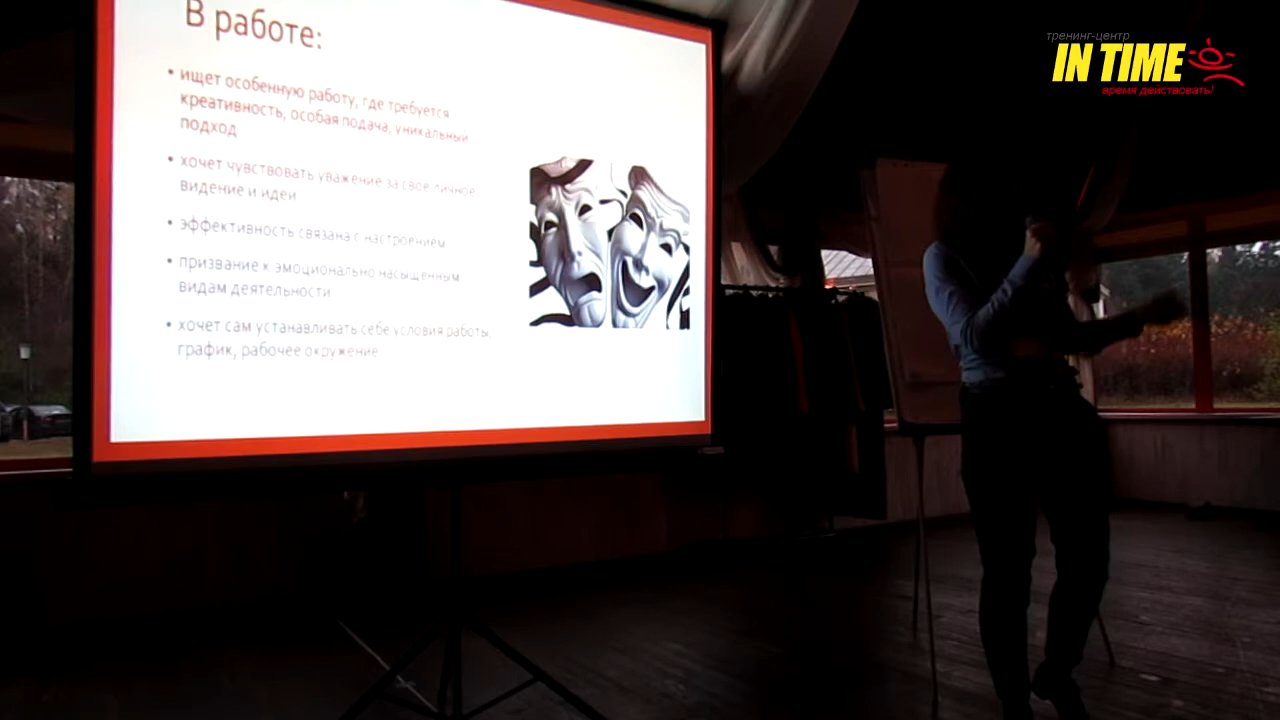 В работе:
• ищет особенную работу, где требуется
креативность, особая подача, уникальный
подход
• хочет чувствовать уважение за свое личное
видение и идеи
• эффективность связана с настроением
• призвание к эмоционально насыщенным
видам деятельности
• хочет сам устанавливать себе условия работы,
график, рабочее окружение
тренинг-центр
IN TIME
время действовать!